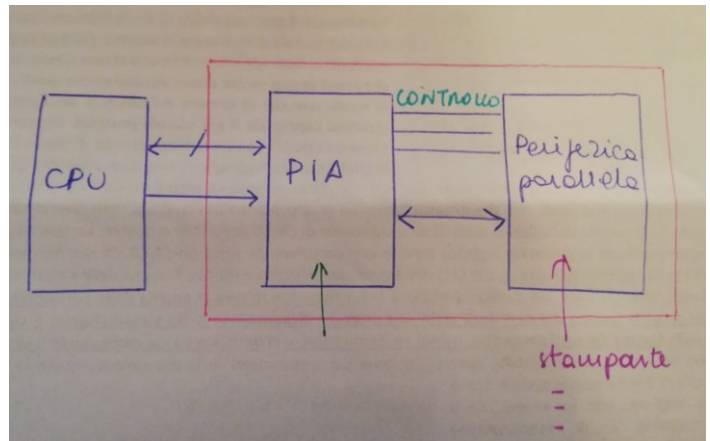 CPU
PIA
CONTROLLO
Periferica
parallela
stampante